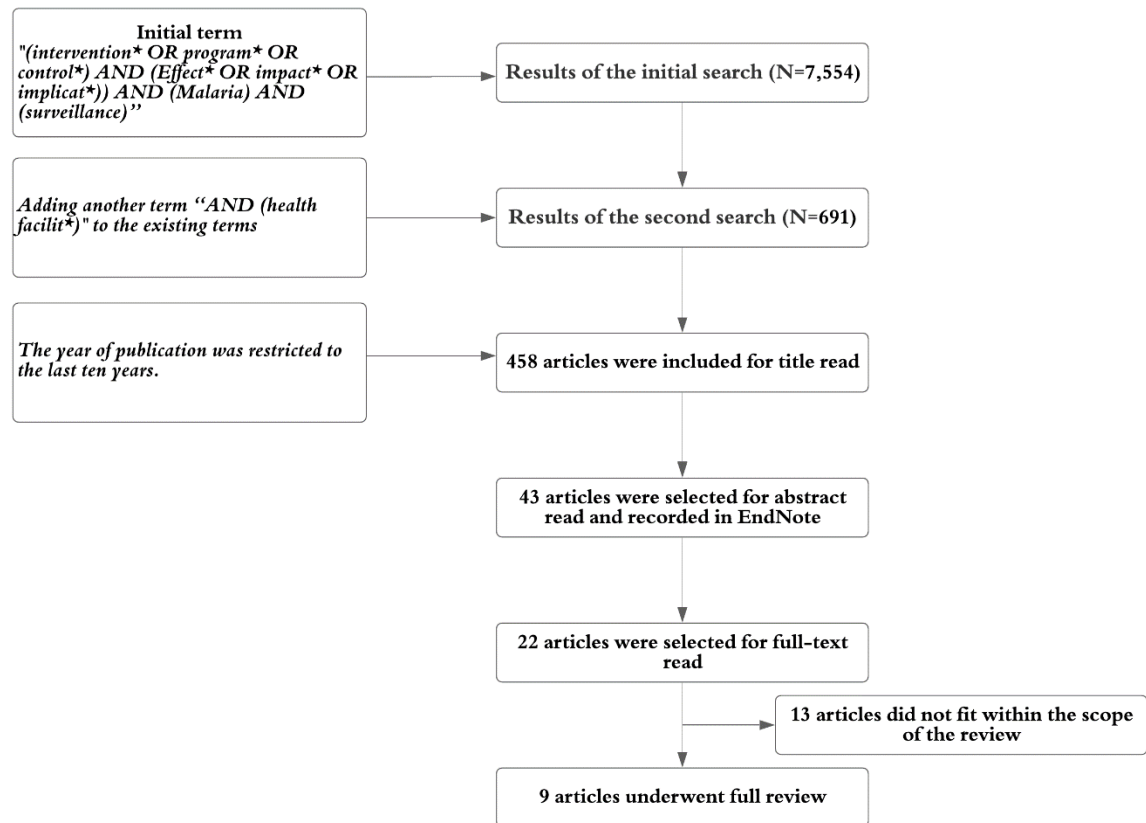 Initial term
"(intervention* OR program* OR
control*) AND (Effect* OR impact* OR
implicat*)) AND (Malaria) AND
(surveillance)”
Results of the initial search (N=7,554)
Adding another term “AND (health
facilit*)" to the existing terms
Results of the second search (N=691)
The year of publication was restricted to
the last ten years.
458 articles were included for title read
43 articles were selected for abstract
read and recorded in EndNote
22 articles were selected for full-text
read
13 articles did not fit within the scope
of the review
9 articles underwent full review